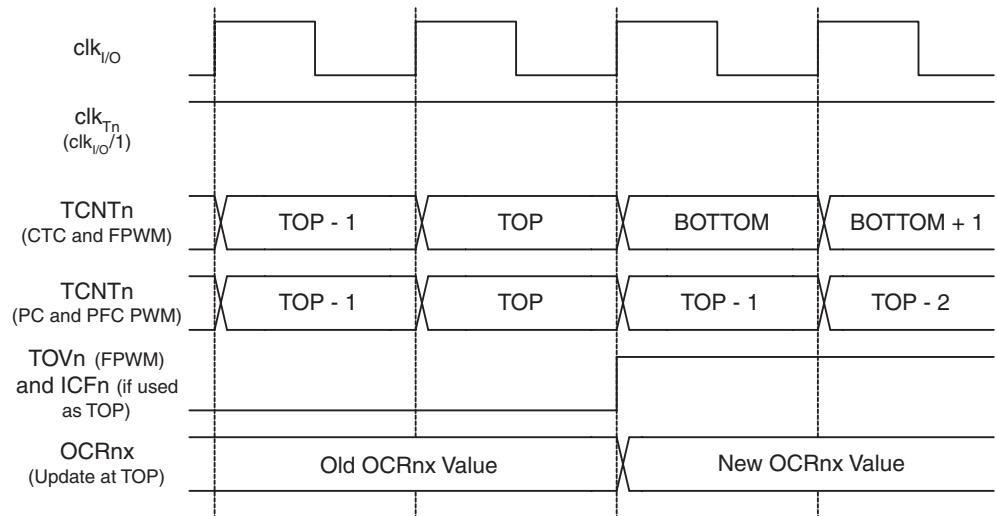 clkI/O
clkTn
(clkI/O/1)
TCNTn
(CTC and FPWM)
TOP - 1
TOP
BOTTOM
BOTTOM + 1
TCNTn
(PC and PFC PWM)
TOP - 1
TOP
TOP - 1
TOP - 2
TOVn (FPWM)
and ICFn (if used
as TOP)
OCRnx
(Update at TOP)
Old OCRnx Value
New OCRnx Value